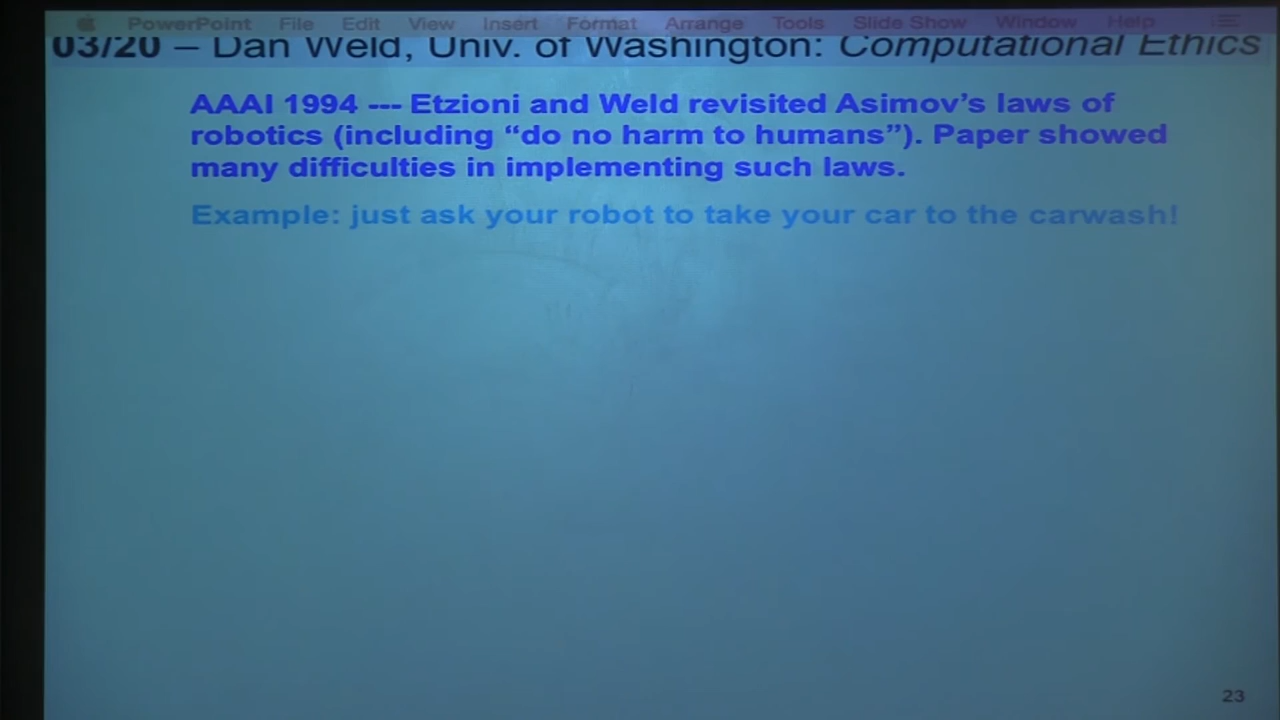 PowerPoint File Edit View Insert Format Arrange Tools Slide Show Window Help
03/20 – Dan Weld, Univ. of Washington: Computational Ethics
AAAI 1994 --- Etzioni and Weld revisited Asimov's laws of
robotics (including “do no harm to humans”). Paper showed
many difficulties in implementing such laws.
Example: just ask your robot to take your car to the carwash!
23